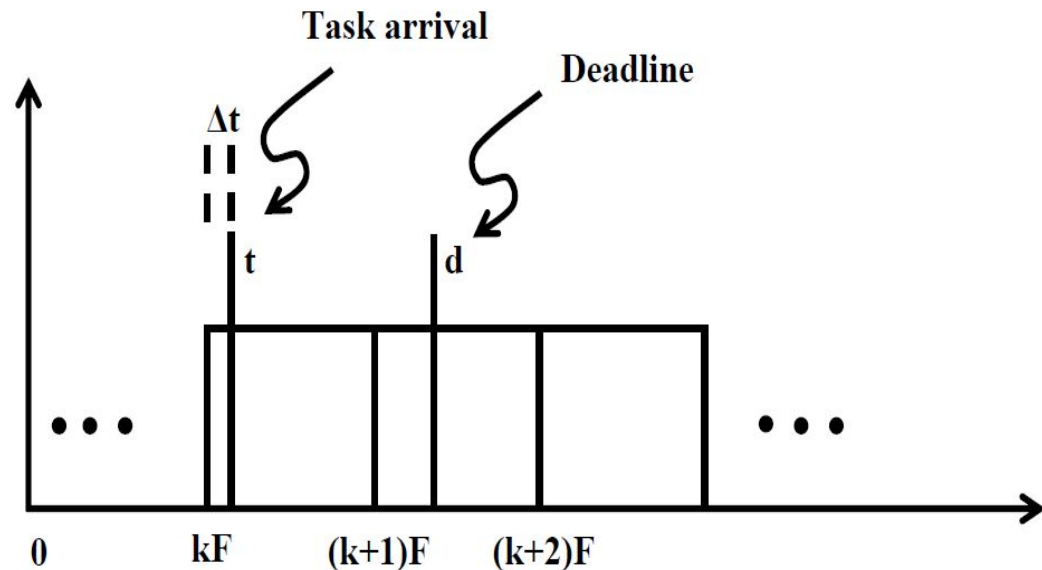 Task arrival
Deadline
Δt
t
d
0
kF
(k+1)F
(k+2)F